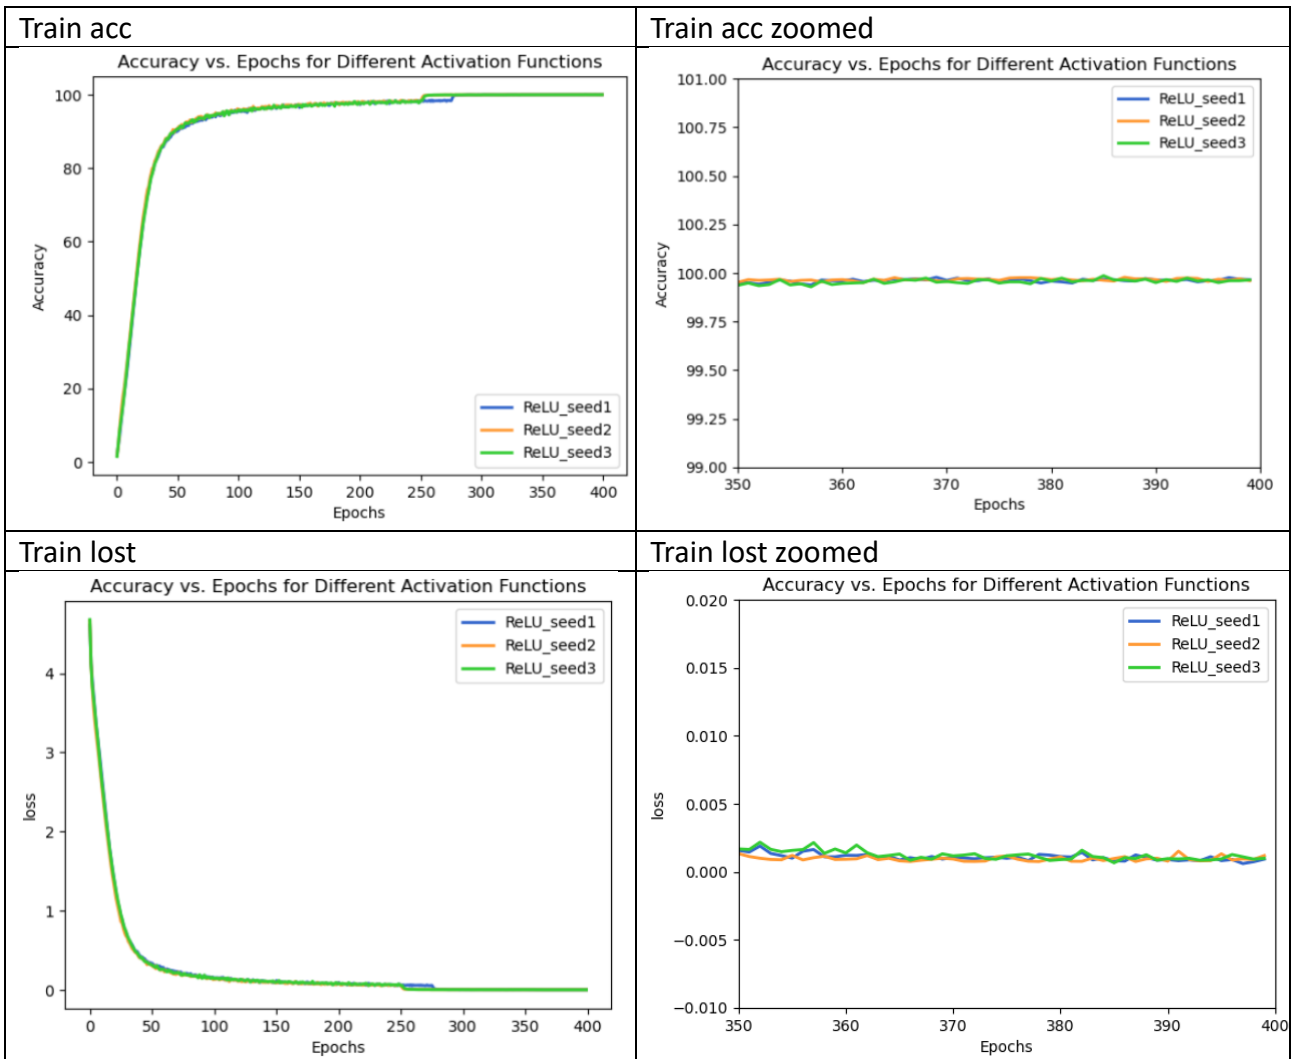 Train acc
Train acc zoomed
Accuracy vs. Epochs for Different Activation Functions
100
80
60
40
20
0
Accuracy
0 50 100 150 200 250 300 350 400
Epochs
ReLU_seed1
ReLU_seed2
ReLU_seed3
Accuracy vs. Epochs for Different Activation Functions
101.00
100.75
100.50
100.25
100.00
99.75
99.50
99.25
99.00
Accuracy
350 360 370 380 390 400
Epochs
ReLU_seed1
ReLU_seed2
ReLU_seed3
Train lost
Train lost zoomed
Accuracy vs. Epochs for Different Activation Functions
4
3
2
1
0
loss
0 50 100 150 200 250 300 350 400
Epochs
ReLU_seed1
ReLU_seed2
ReLU_seed3
Accuracy vs. Epochs for Different Activation Functions
0.020
0.015
0.010
0.005
0.000
−0.005
−0.010
loss
350 360 370 380 390 400
Epochs
ReLU_seed1
ReLU_seed2
ReLU_seed3